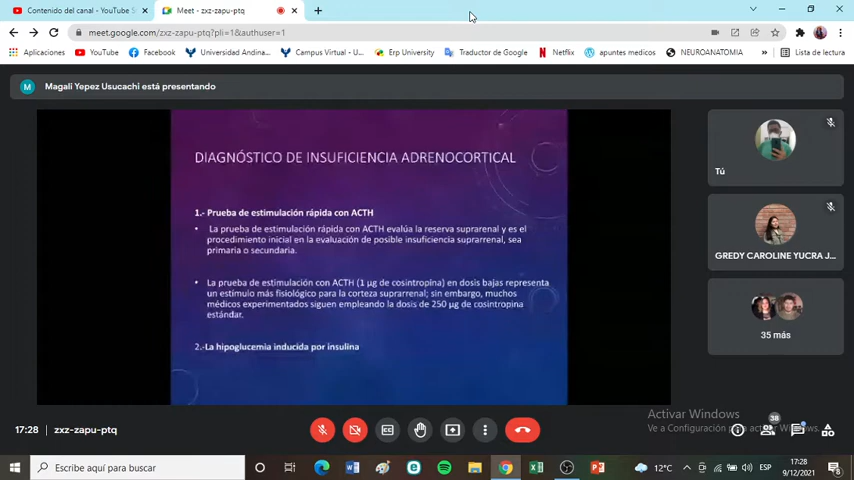 Contenido del canal - YouTube S
Meet - zxz-zapu-ptq
meet.google.com/zxz-zapu-ptq?pli=1&authuser=1
Aplicaciones
YouTube
Facebook
Universidad Andina...
Campus Virtual - U...
Erp University
Traductor de Google
Netflix
apuntes medicos
NEUROANATOMIA
Lista de lectura
M
Magali Yepez Usucachi está presentando
DIAGNÓSTICO DE INSUFICIENCIA ADRENOCORTICAL
1.- Prueba de estimulación rápida con ACTH
• La prueba de estimulación rápida con ACTH evalúa la reserva suprarrenal y es el
procedimiento inicial en la evaluación de posible insuficiencia suprarrenal, sea
primaria o secundaria.
• La prueba de estimulación con ACTH (1 µg de cosintropina) en dosis bajas representa
un estímulo más fisiológico para la corteza suprarrenal; sin embargo, muchos
médicos experimentados siguen empleando la dosis de 250 µg de cosintropina
estándar.
2.-La hipoglucemia inducida por insulina
Tú
GREDY CAROLINE YUCRA J...
35 más
Activar Windows
Ve a Configuración para activar Windows.
17:28
zxz-zapu-ptq
38
Escribe aquí para buscar
12°C
ESP
17:28
9/12/2021